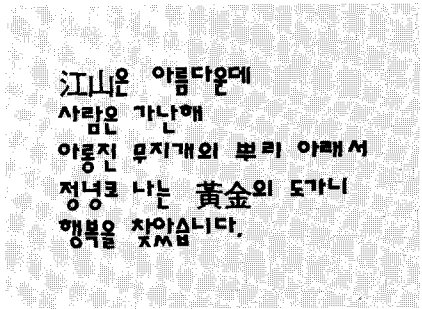 江山은 아름다운데
사람은 가난해
아롱진 무지개의 뿌리 아래서
정녕코 나는 黃金의 도가니
행복을 찾았습니다.